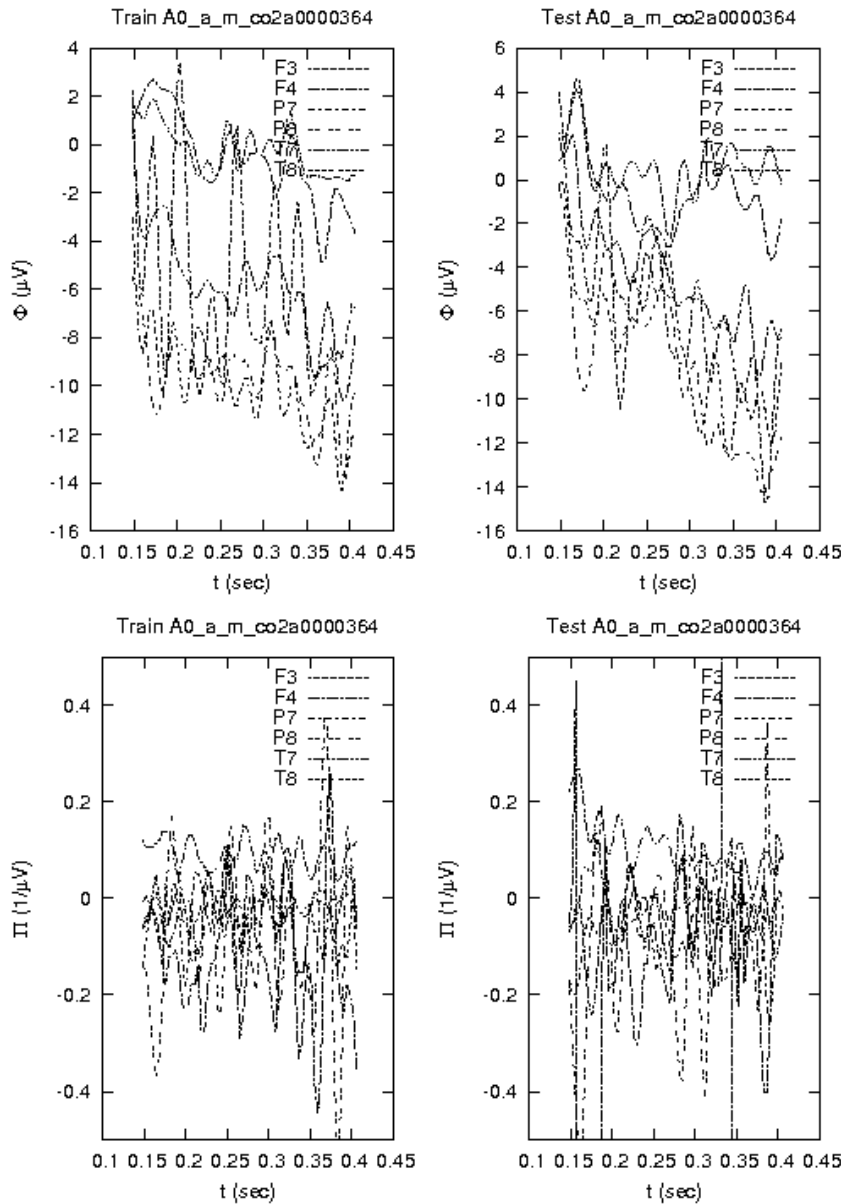 Train A0_a_m_co2a0000364
4
2
0
-2
-4
-6
-8
-10
-12
-14
-16
Φ (μV)
F3
F4
P7
P8
T7
T8
0.1 0.15 0.2 0.25 0.3 0.35 0.4 0.45
t (sec)
Test A0_a_m_co2a0000364
6
4
2
0
-2
-4
-6
-8
-10
-12
-14
-16
Φ (μV)
F3
F4
P7
P8
T7
T8
0.1 0.15 0.2 0.25 0.3 0.35 0.4 0.45
t (sec)
Train A0_a_m_co2a0000364
0.4
0.2
0
-0.2
-0.4
Π (1/μV)
F3
F4
P7
P8
T7
T8
0.1 0.15 0.2 0.25 0.3 0.35 0.4 0.45
t (sec)
Test A0_a_m_co2a0000364
0.4
0.2
0
-0.2
-0.4
Π (1/μV)
F3
F4
P7
P8
T7
T8
0.1 0.15 0.2 0.25 0.3 0.35 0.4 0.45
t (sec)